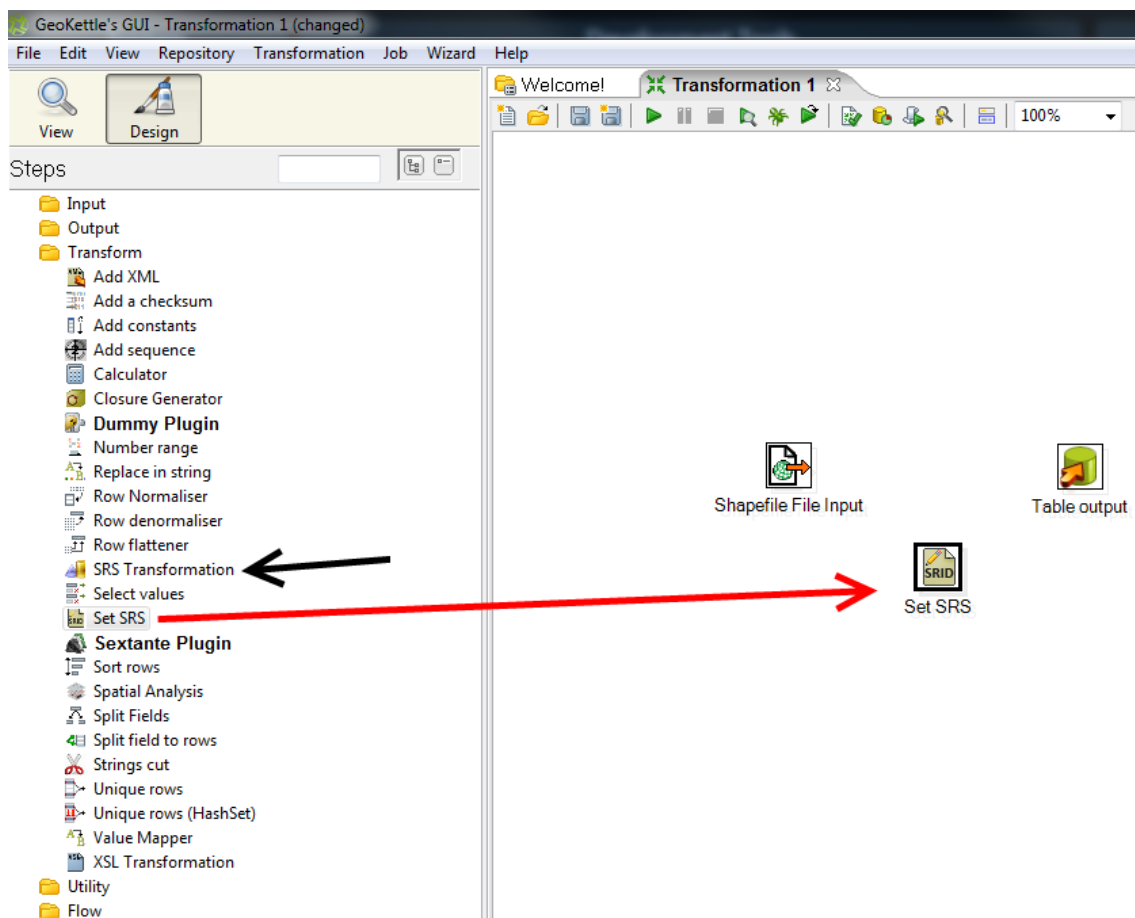 GeoKettle's GUI - Transformation 1 (changed)
File Edit View Repository Transformation Job Wizard Help
View
Design
Welcome!
Transformation 1
100%
Steps
Input
Output
Transform
Add XML
Add a checksum
Add constants
Add sequence
Calculator
Closure Generator
Dummy Plugin
Number range
Replace in string
Row Normaliser
Row denormaliser
Row flattener
SRS Transformation
Select values
Set SRS
Sextante Plugin
Sort rows
Spatial Analysis
Split Fields
Split field to rows
Strings cut
Unique rows
Unique rows (HashSet)
Value Mapper
XSL Transformation
Utility
Flow
Shapefile File Input
Table output
SRID
Set SRS